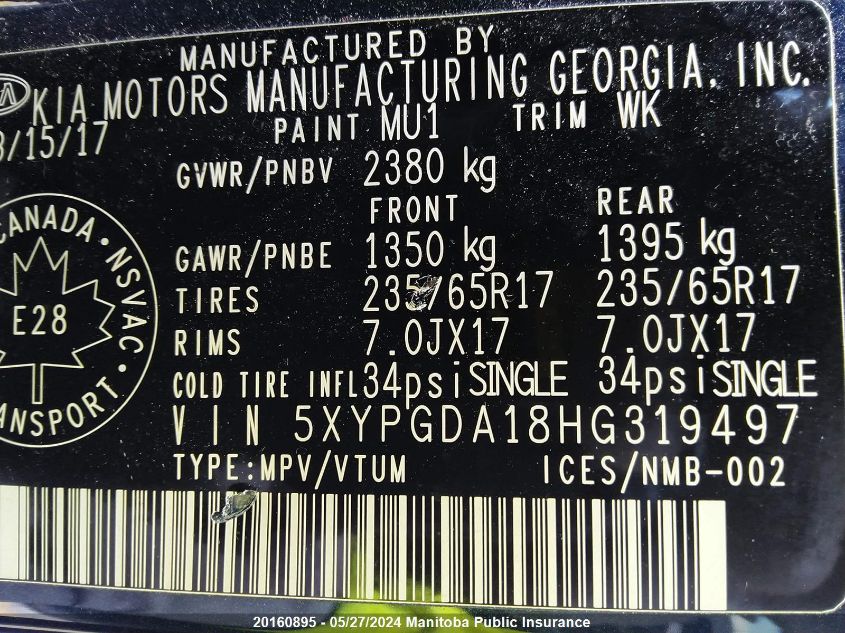 MANUFACTURED BY
KIA MOTORS MANUFACTURING GEORGIA, INC.
/15/17 PAINT MU1 TRIM WK
GVWR/PNBV 2380 kg
FRONT REAR
GAWR/PNBE 1350 kg 1395 kg
TIRES 235/65R17 235/65R17
RIMS 7.0JX17 7.0JX17
COLD TIRE INFL 34psi SINGLE 34psi SINGLE
VIN 5XYPGDA18HG319497
TYPE:MPV/VTUM ICES/NMB-002
CANADA • NSVAC •
E28
TRANSPORT •
20160895 - 05/27/2024 Manitoba Public Insurance